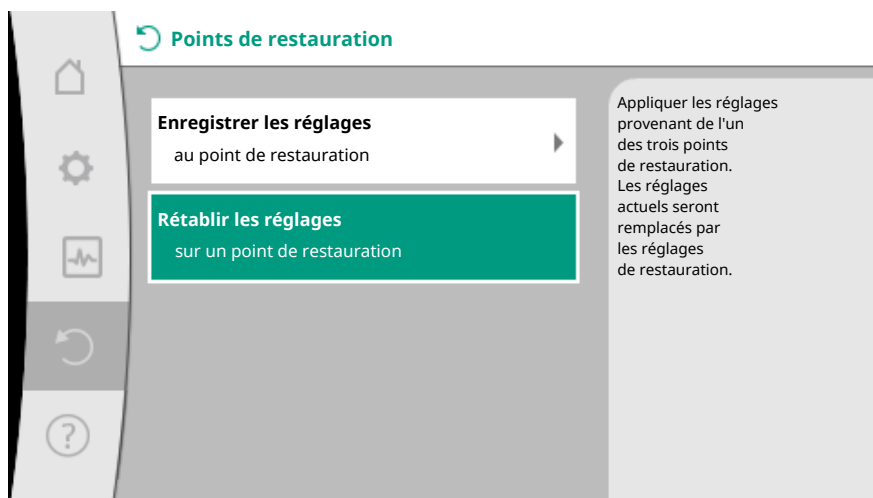 Points de restauration
Enregistrer les réglages
au point de restauration
Rétablir les réglages
sur un point de restauration
Appliquer les réglages
provenant de l'un
des trois points
de restauration.
Les réglages
actuels seront
remplacés par
les réglages
de restauration.
?